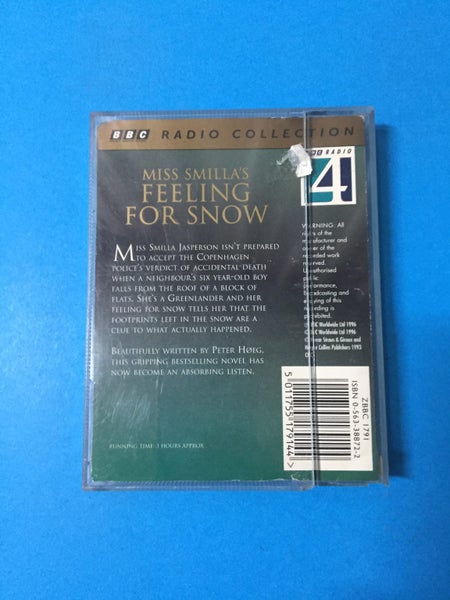 BBC RADIO COLLECTION
RADIO
4
MISS SMILLA'S
FEELING
FOR SNOW
MISS SMILLA JASPERSON ISN'T PREPARED
TO ACCEPT THE COPENHAGEN
POLICE'S VERDICT OF ACCIDENTAL DEATH
WHEN A NEIGHBOUR'S SIX YEAR-OLD BOY
FALLS FROM THE ROOF OF A BLOCK OF
FLATS. SHE'S A GREENLANDER AND HER
FEELING FOR SNOW TELLS HER THAT THE
FOOTPRINTS LEFT IN THE SNOW ARE A
CLUE TO WHAT ACTUALLY HAPPENED.
BEAUTIFULLY WRITTEN BY PETER HØEG,
THIS GRIPPING BESTSELLING NOVEL HAS
NOW BECOME AN ABSORBING LISTEN.
RUNNING TIME: 3 HOURS APPROX
WARNING: All
of the
manufacturer and
of the
recorded work
reserved.
Unauthorised
public
performance,
broadcasting and
copying of this
recording is
prohibited.
Worldwide Ltd 1996
Worldwide Ltd 1996
Straus & Giroux and
Collins Publishers 1993
ZBBC 1791
ISBN 0-563-38872-2
5 011755 179144 >